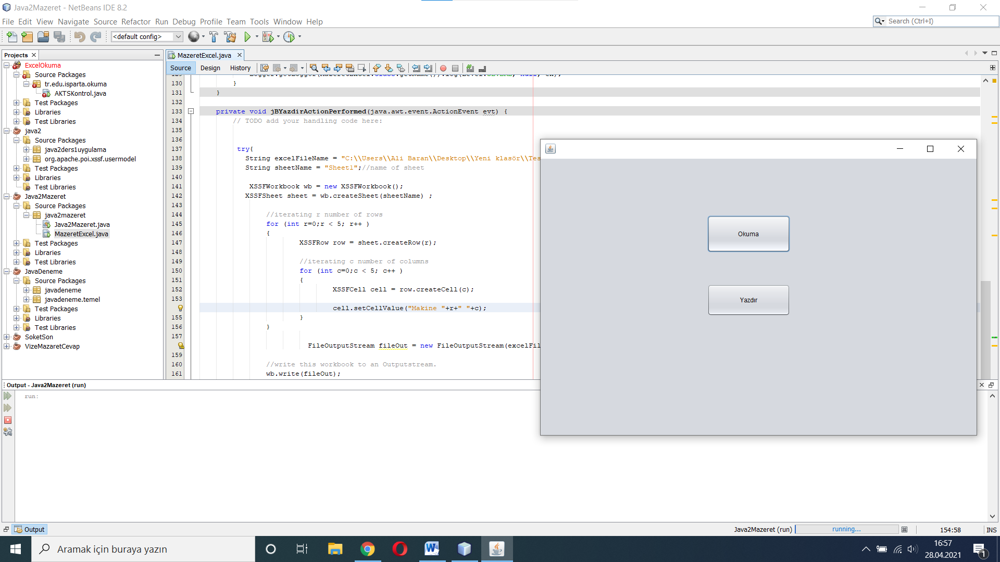 Java2Mazeret - NetBeans IDE 8.2
File Edit View Navigate Source Refactor Run Debug Profile Team Tools Window Help
Search (Ctrl+I)
<default config>
Projects
MazeretExcel.java
Source Design History
ExcelOkuma
Source Packages
tr.edu.isparta.okuma
AKTSKontrol.java
Test Packages
Libraries
Test Libraries
java2
Source Packages
java2ders1uygulama
org.apache.poi.xssf.usermodel
Test Packages
Libraries
Test Libraries
Java2Mazeret
Source Packages
java2mazeret
Java2Mazeret.java
MazeretExcel.java
Test Packages
Libraries
Test Libraries
JavaDeneme
Source Packages
javadeneme
javadeneme.temel
Test Packages
Libraries
Test Libraries
SoketSon
VizeMazaretCevap
130 }
131 }
132
133 private void jBYazdirActionPerformed(java.awt.event.ActionEvent evt) {
134 // TODO add your handling code here:
135
136
137 try{
138 String excelFileName = "C:\\Users\\Ali Baran\\Desktop\\Yeni klasör\\Tes
139 String sheetName = "Sheet1";//name of sheet
140
141 XSSFWorkbook wb = new XSSFWorkbook();
142 XSSFSheet sheet = wb.createSheet(sheetName) ;
143
144 //iterating r number of rows
145 for (int r=0;r < 5; r++ )
146 {
147 XSSFRow row = sheet.createRow(r);
148
149 //iterating c number of columns
150 for (int c=0;c < 5; c++ )
151 {
152 XSSFCell cell = row.createCell(c);
153
cell.setCellValue("Makine "+r+" "+c);
155 }
156 }
157
FileOutputStream fileOut = new FileOutputStream(excelFil
159
160 //write this workbook to an Outputstream.
161 wb.write(fileOut);
Okuma
Yazdır
Output - Java2Mazeret (run)
run:
Output
Java2Mazeret (run)
running...
154:58
INS
Aramak için buraya yazın
16:57
28.04.2021
1